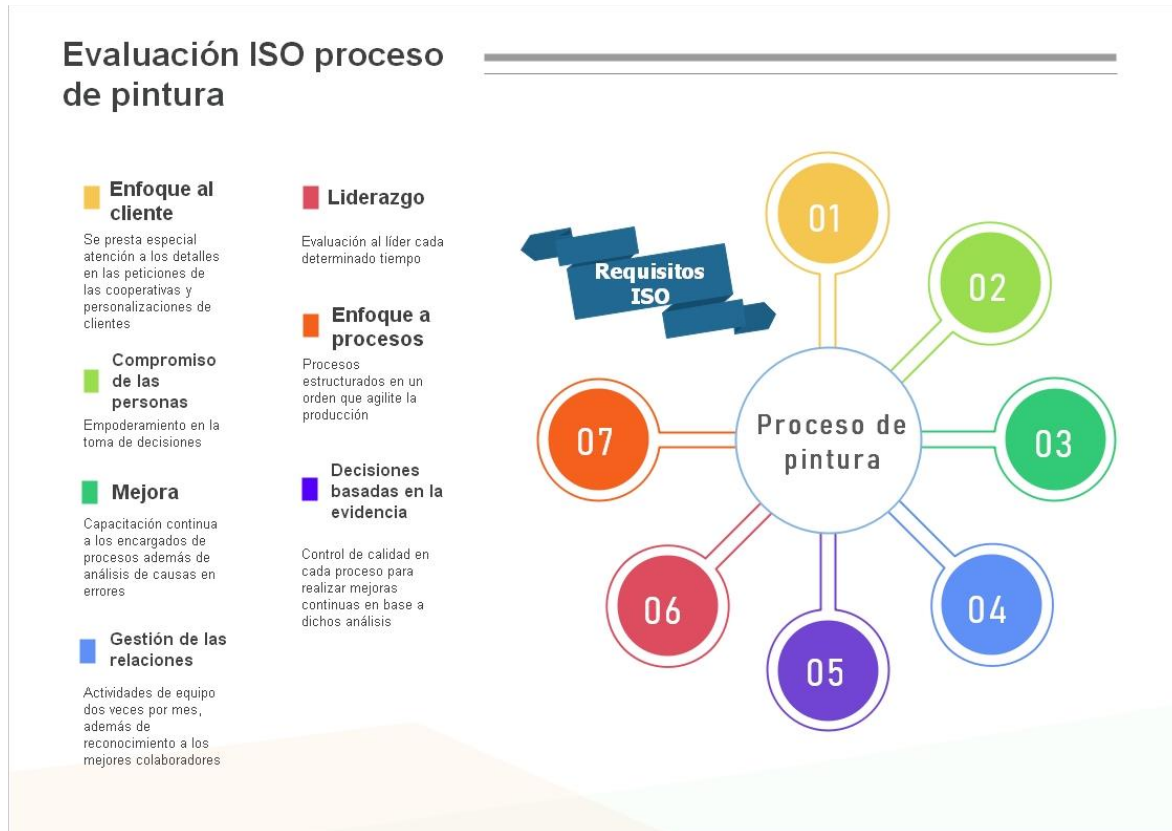 Evaluación ISO proceso
de pintura
Enfoque al
cliente
Se presta especial
atención a los detalles
en las peticiones de
las cooperativas y
personalizaciones de
clientes
Compromiso
de las
personas
Empoderamiento en la
toma de decisiones
Mejora
Capacitación continua
a los encargados de
procesos además de
análisis de causas en
errores
Gestión de las
relaciones
Actividades de equipo
dos veces por mes,
además de
reconocimiento a los
mejores colaboradores
Liderazgo
Evaluación al líder cada
determinado tiempo
Enfoque a
procesos
Procesos
estructurados en un
orden que agilite la
producción
Decisiones
basadas en la
evidencia
Control de calidad en
cada proceso para
realizar mejoras
continuas en base a
dichos análisis
Requisitos
ISO
01
02
03
04
05
06
07
Proceso de
pintura